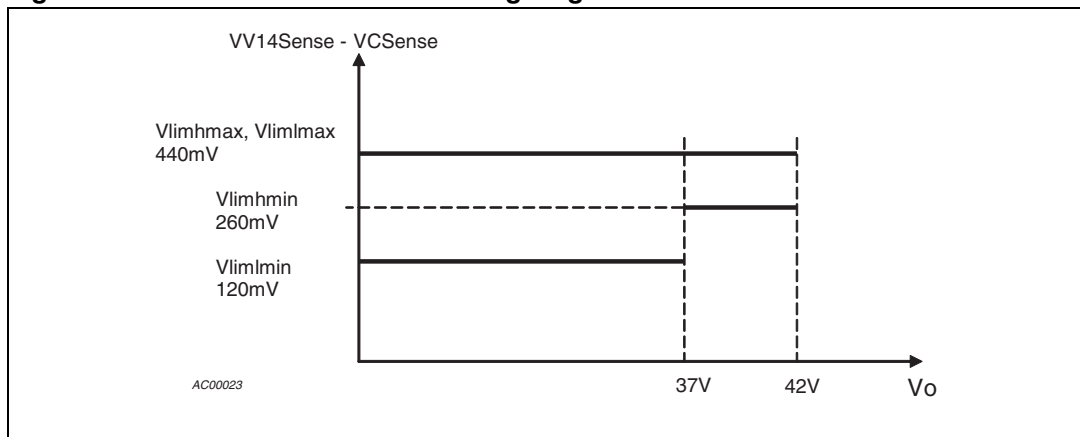 VV14Sense - VCSense
Vlimhmax, Vlimlmax
440mV
Vlimhmin
260mV
Vlimlmin
120mV
37V
42V
Vo
AC00023